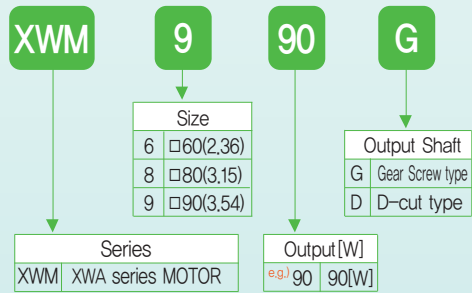 XWM 9 90 G
Size
6 □60(2.36)
8 □80(3.15)
9 □90(3.54)
Output Shaft
G Gear Screw type
D D-cut type
Series
XWM XWA series MOTOR
Output[W]
e.g.) 90 90[W]